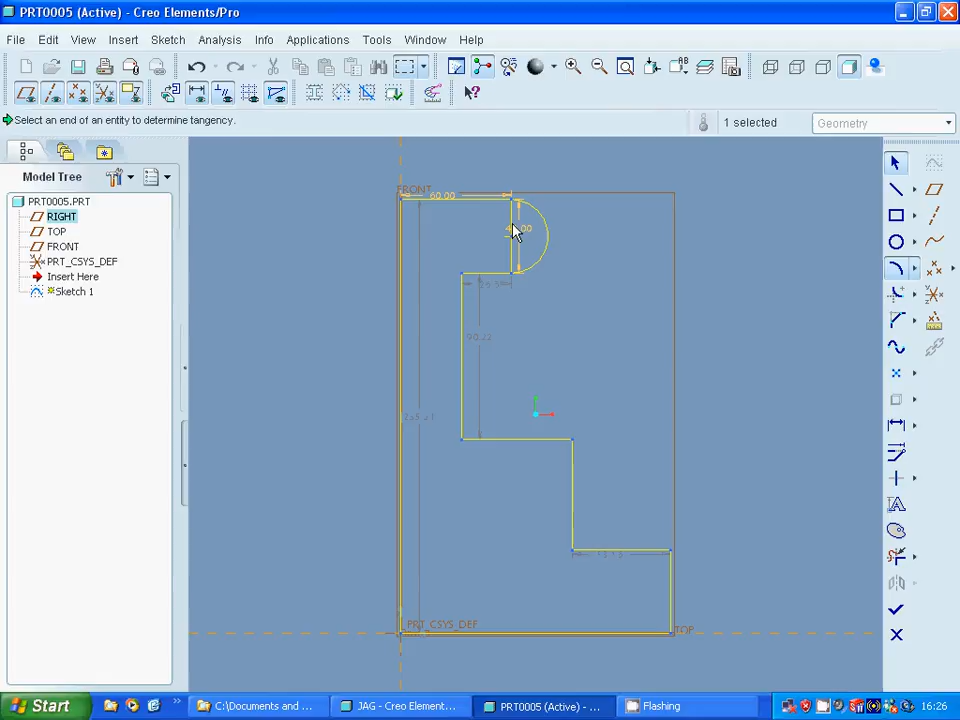 PRT0005 (Active) - Creo Elements/Pro
File Edit View Insert Sketch Analysis Info Applications Tools Window Help
Select an end of an entity to determine tangency.
1 selected
Geometry
Model Tree
PRT0005.PRT
RIGHT
TOP
FRONT
PRT_CSYS_DEF
Insert Here
Sketch 1
FRONT
60.00
90.22
PRT_CSYS_DEF
TOP
Start
C:\Documents and ...
JAG - Creo Element...
PRT0005 (Active) - ...
Flashing
16:26